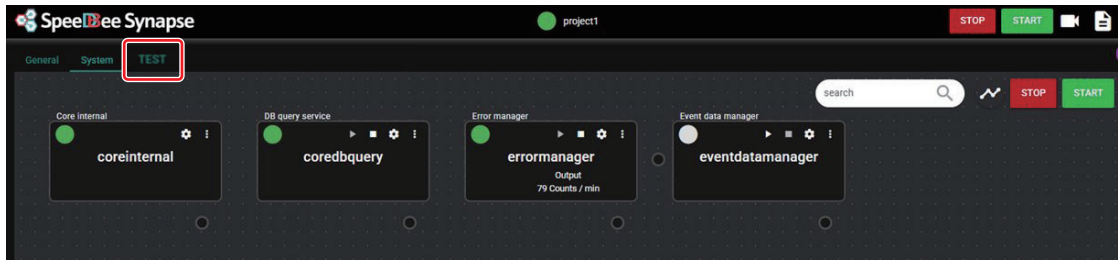 SpeeDBee Synapse
project1
STOP
START
General
System
TEST
search
STOP
START
Core internal
coreinternal
DB query service
coredbquery
Error manager
errormanager
Output
79 Counts / min
Event data manager
eventdatamanager